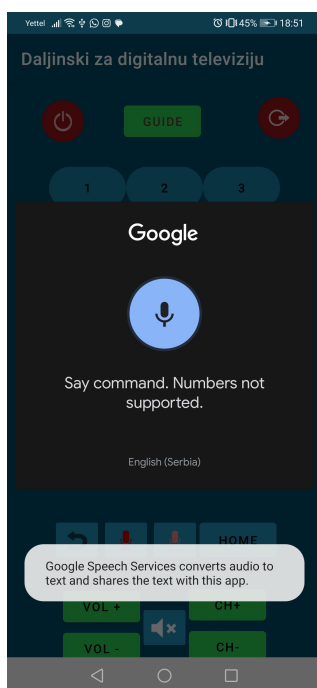 Yettel 45% 18:51
Daljinski za digitalnu televiziju
GUIDE
1 2 3
Google
Say command. Numbers not
supported.
English (Serbia)
HOME
Google Speech Services converts audio to
text and shares the text with this app.
VOL + CH+
VOL - CH-